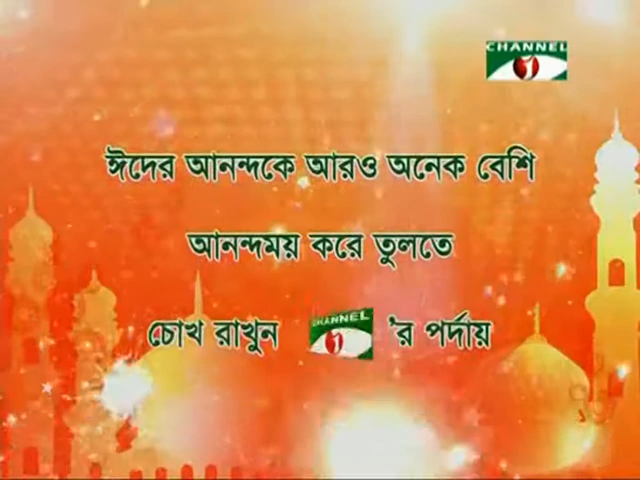 CHANNEL
ঈদের আনন্দকে আরও অনেক বেশি
আনন্দময় করে তুলতে
চোখ রাখুন CHANNEL 'র পর্দায়